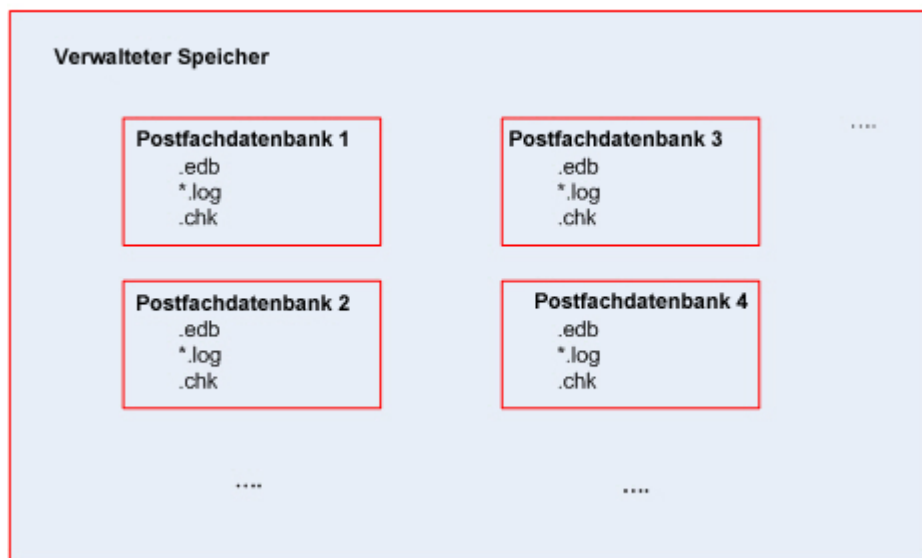 Verwalteter Speicher
Postfachdatenbank 1
.edb
*.log
.chk
Postfachdatenbank 3
.edb
*.log
.chk
....
Postfachdatenbank 2
.edb
*.log
.chk
Postfachdatenbank 4
.edb
*.log
.chk
....
....